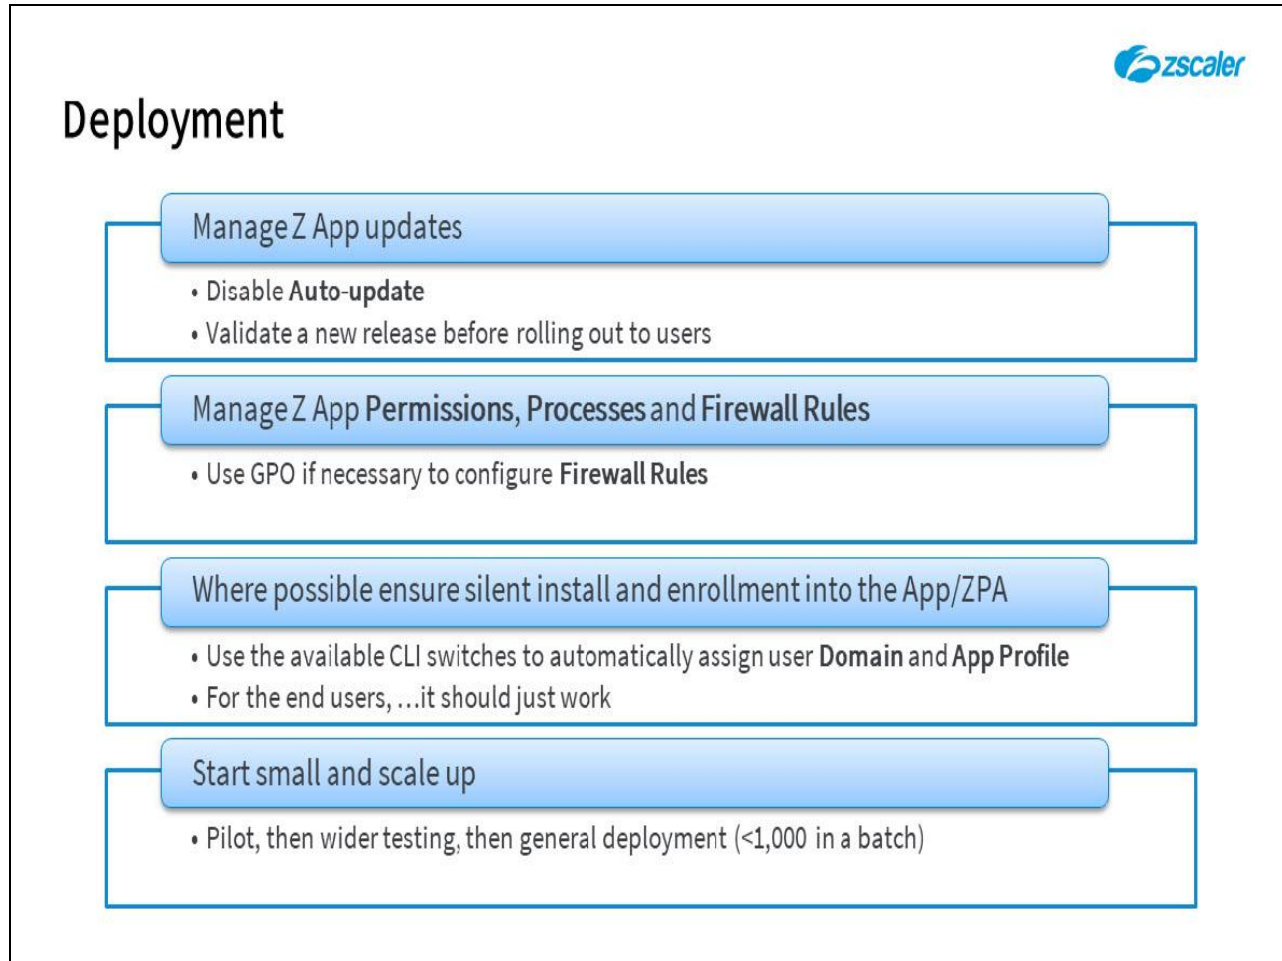 zscaler
Deployment
Manage Z App updates
• Disable Auto-update
• Validate a new release before rolling out to users
Manage Z App Permissions, Processes and Firewall Rules
• Use GPO if necessary to configure Firewall Rules
Where possible ensure silent install and enrollment into the App/ZPA
• Use the available CLI switches to automatically assign user Domain and App Profile
• For the end users, …it should just work
Start small and scale up
• Pilot, then wider testing, then general deployment (<1,000 in a batch)